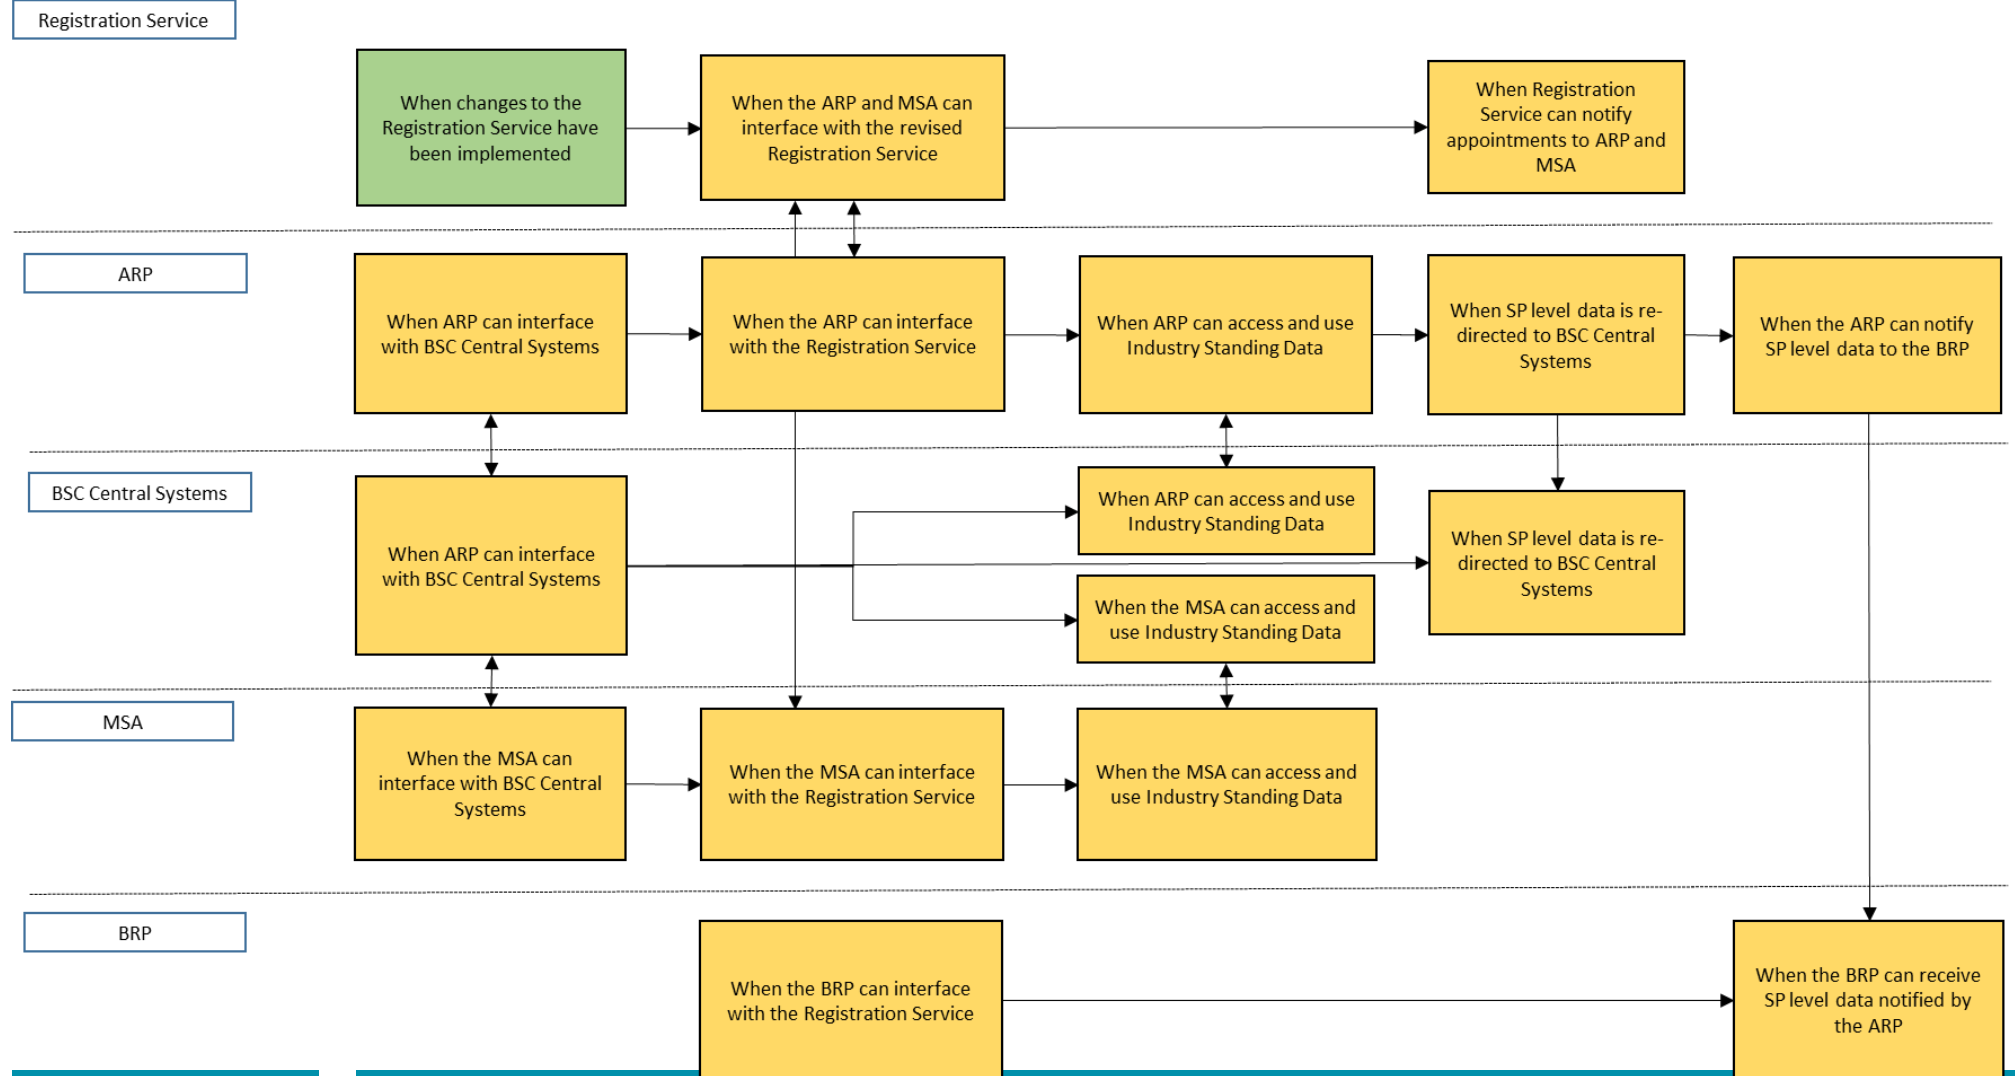 Registration Service
When changes to the
Registration Service have
been implemented
When the ARP and MSA can
interface with the revised
Registration Service
When Registration
Service can notify
appointments to ARP and
MSA
ARP
When ARP can interface
with BSC Central Systems
When the ARP can interface
with the Registration Service
When ARP can access and use
Industry Standing Data
When SP level data is re-
directed to BSC Central
Systems
When the ARP can notify
SP level data to the BRP
BSC Central Systems
When ARP can interface
with BSC Central Systems
When ARP can access and use
Industry Standing Data
When the MSA can access and
use Industry Standing Data
When SP level data is re-
directed to BSC Central
Systems
MSA
When the MSA can
interface with BSC Central
Systems
When the MSA can interface
with the Registration Service
When the MSA can access and
use Industry Standing Data
BRP
When the BRP can interface
with the Registration Service
When the BRP can receive
SP level data notified by
the ARP